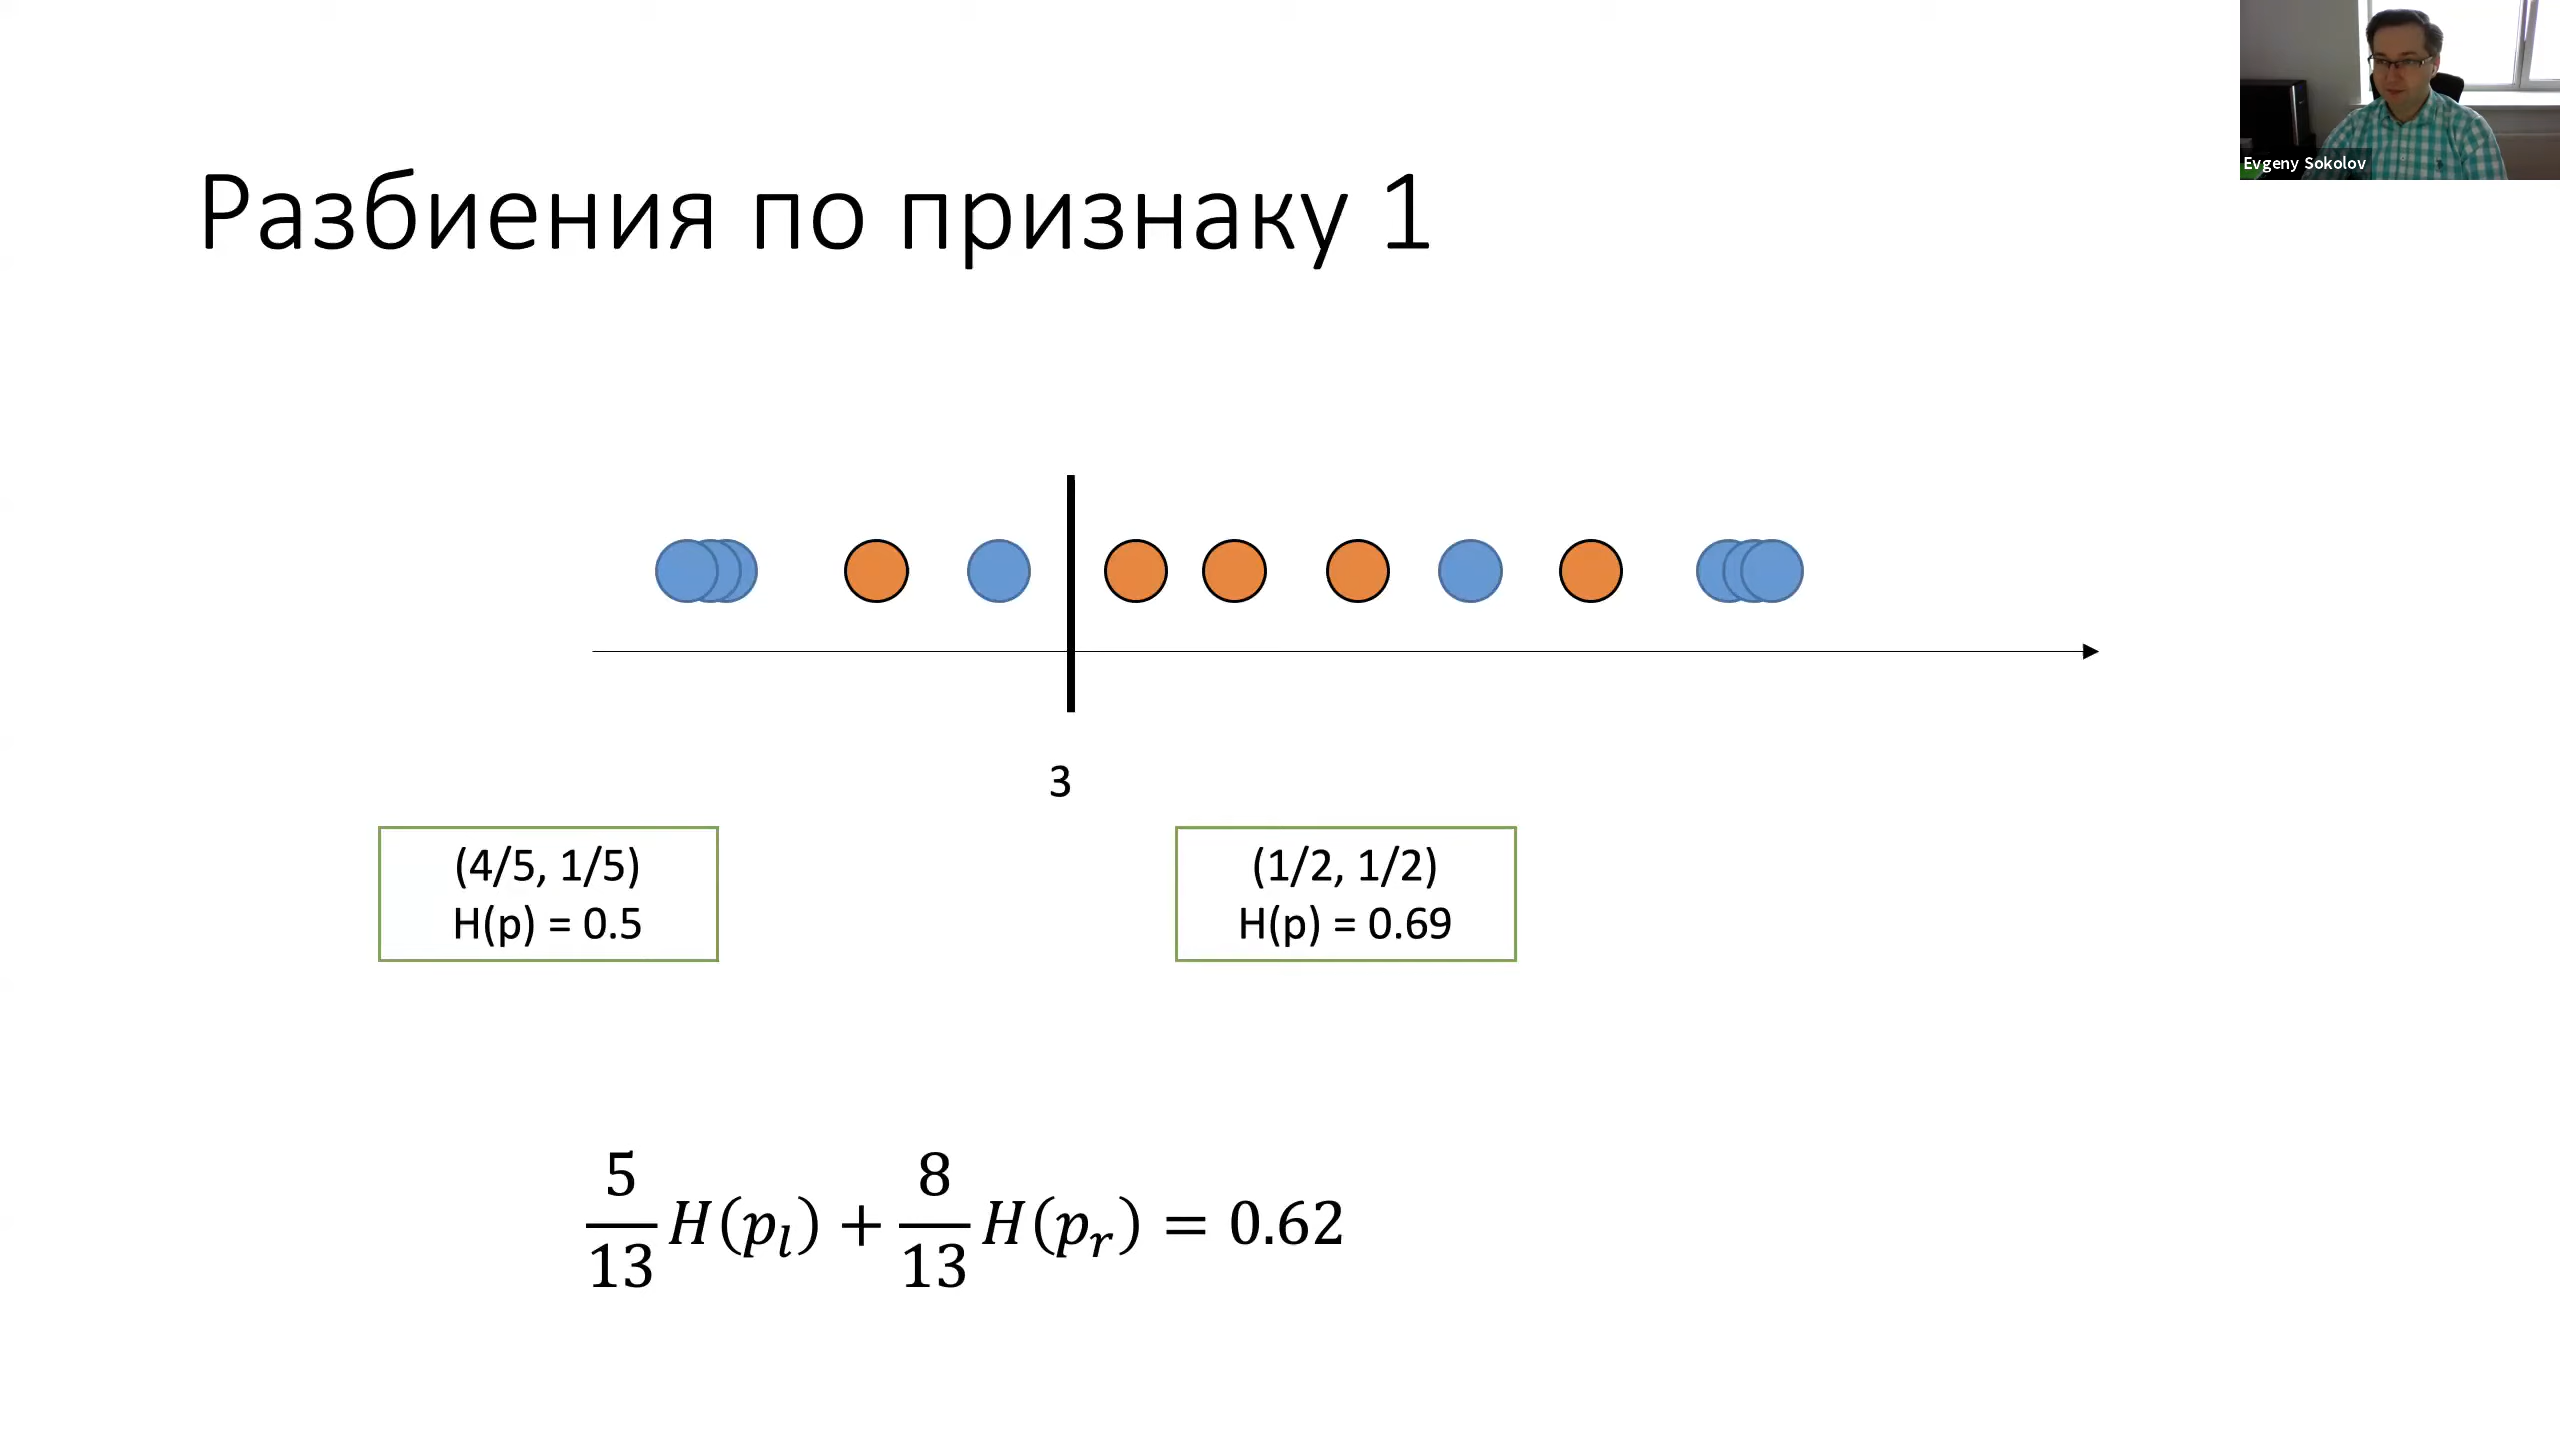 Evgeny Sokolov
Разбиения по признаку 1
3
(4/5, 1/5)
H(p) = 0.5
(1/2, 1/2)
H(p) = 0.69
5/13 H(p_l) + 8/13 H(p_r) = 0.62